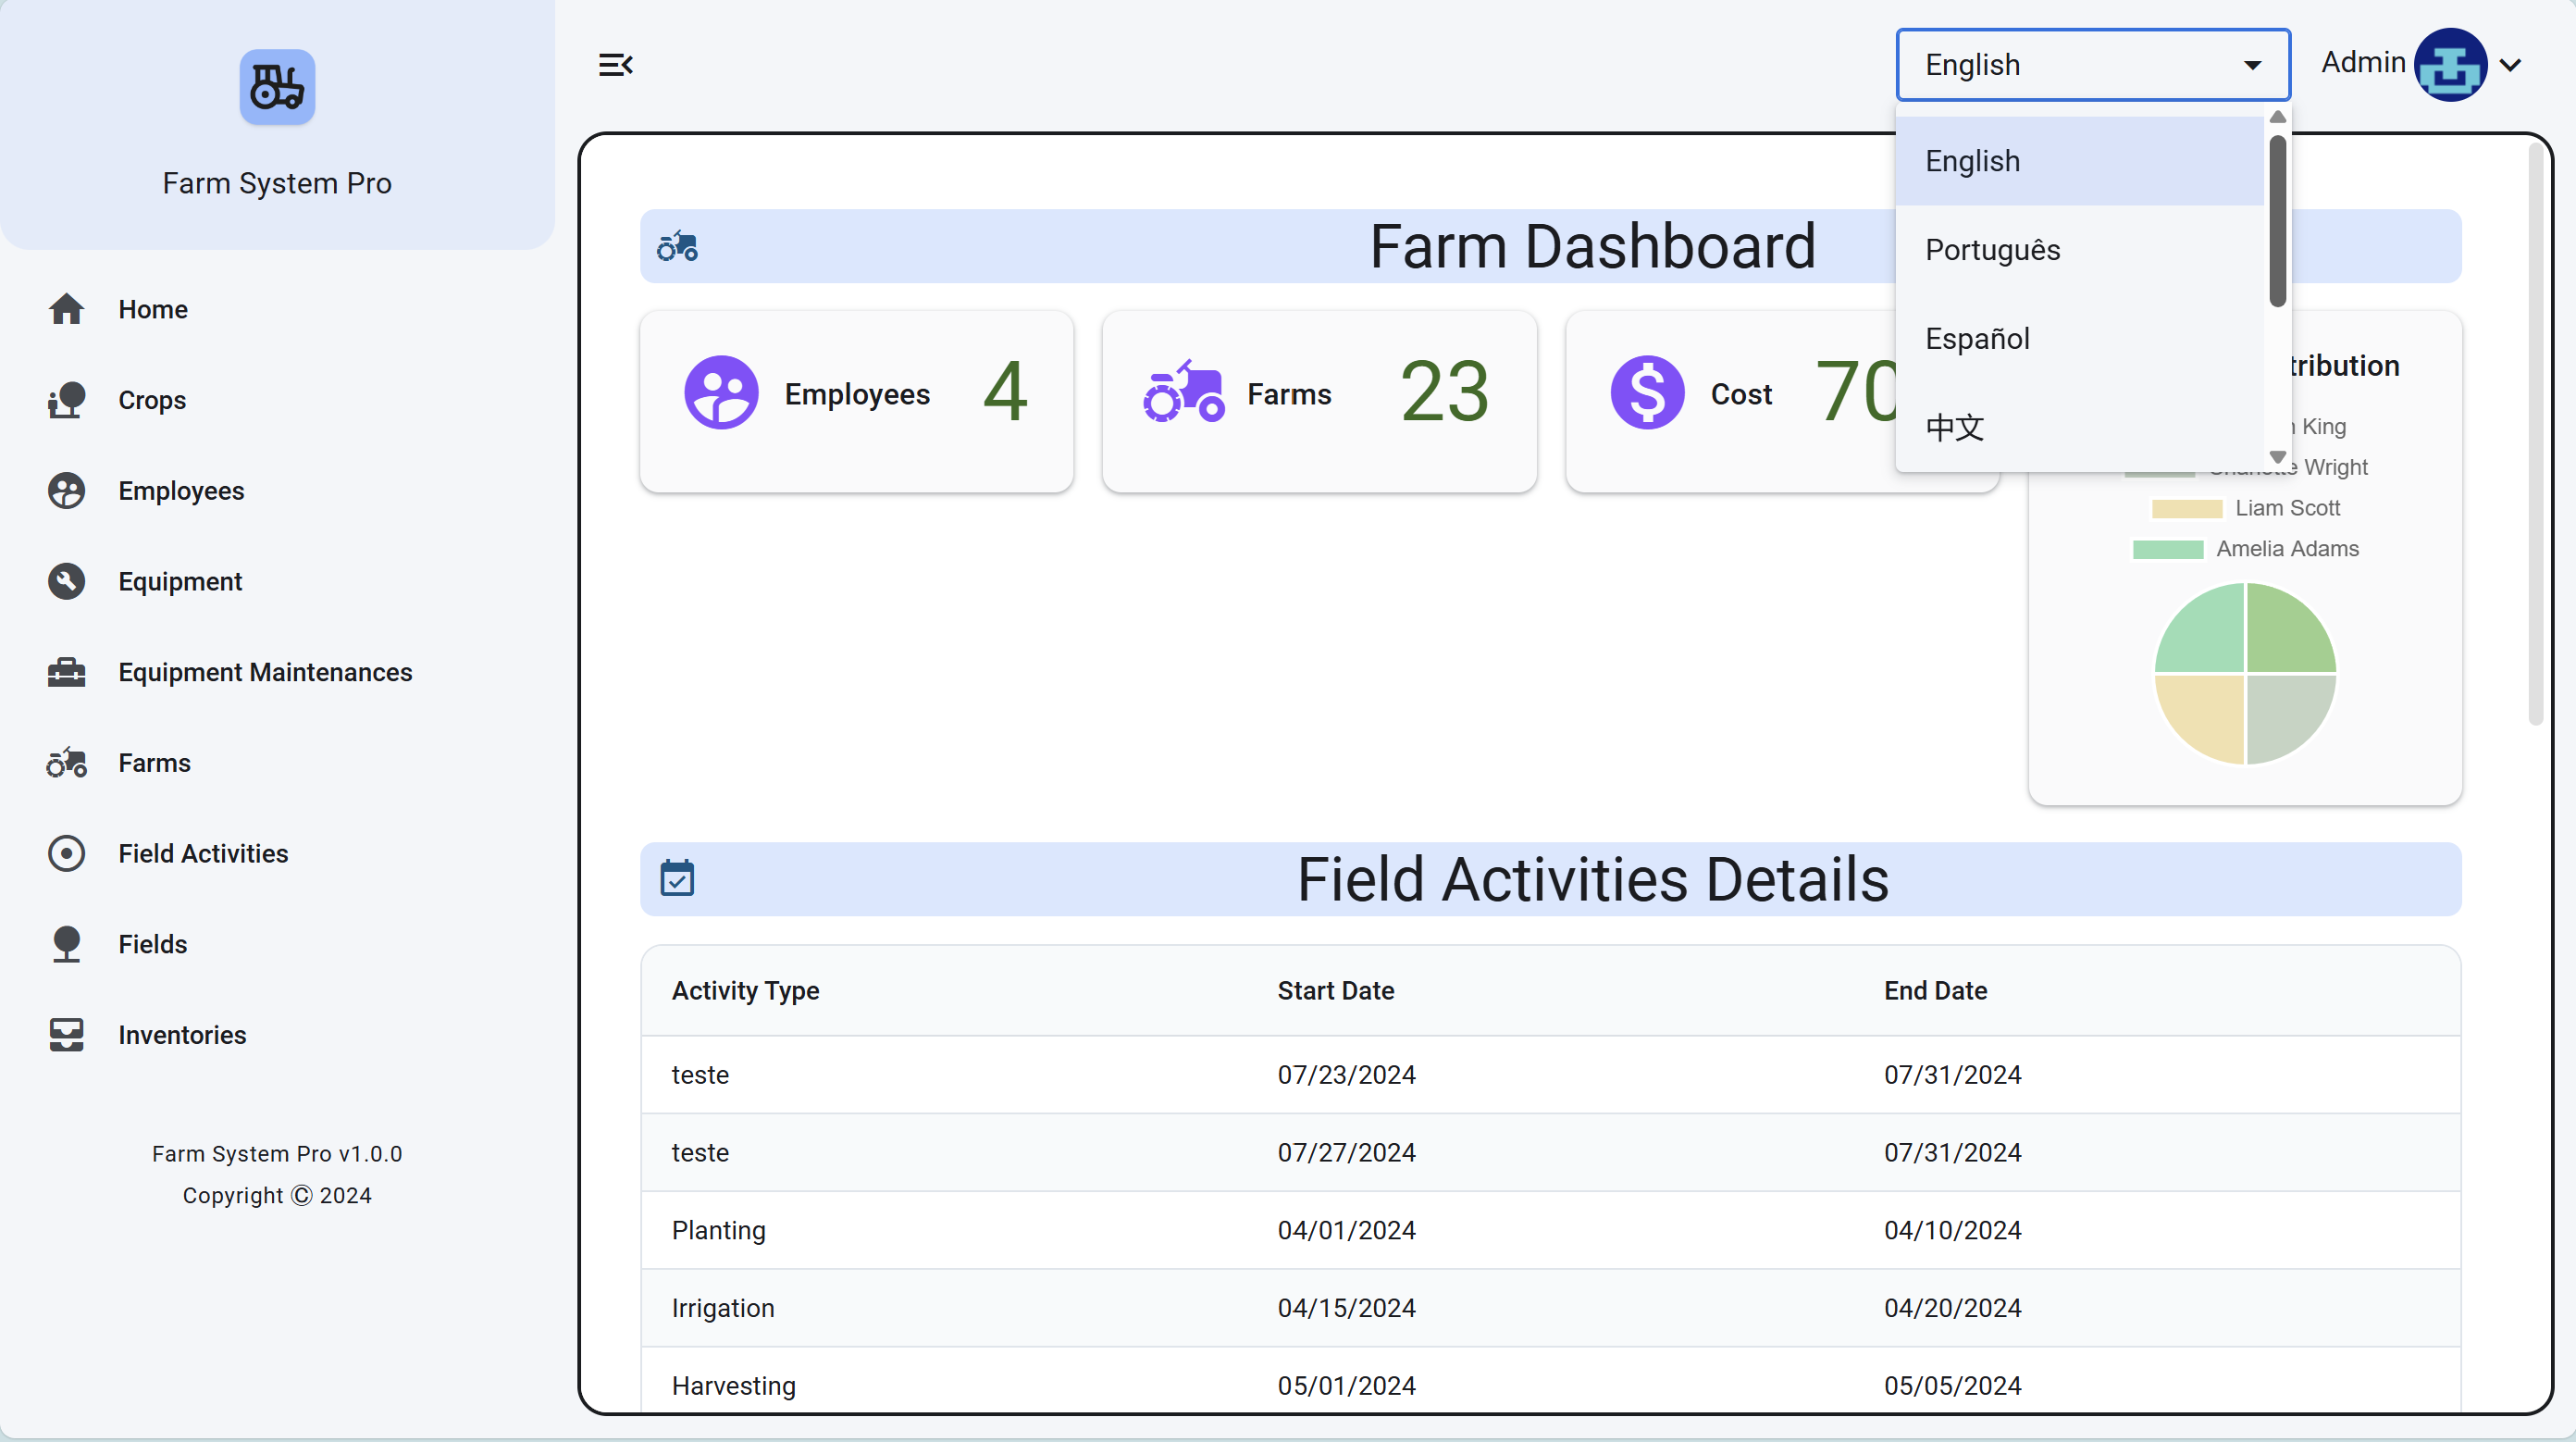 Farm System Pro
Home
Crops
Employees
Equipment
Equipment Maintenances
Farms
Field Activities
Fields
Inventories
Farm System Pro v1.0.0
Copyright Ⓒ 2024
English
Admin
English
Português
Español
中文
Farm Dashboard
Employees 4
Farms 23
Cost 70
King
Wright
Liam Scott
Amelia Adams
Field Activities Details
Activity Type Start Date End Date
teste 07/23/2024 07/31/2024
teste 07/27/2024 07/31/2024
Planting 04/01/2024 04/10/2024
Irrigation 04/15/2024 04/20/2024
Harvesting 05/01/2024 05/05/2024